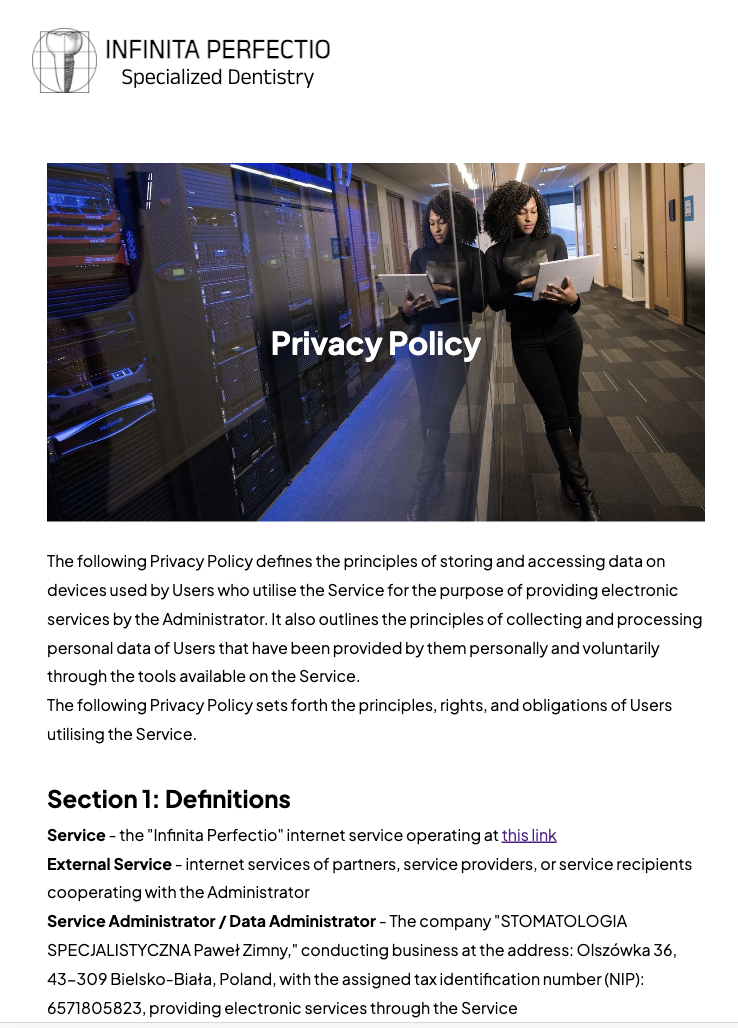 INFINITA PERFECTIO
Specialized Dentistry
Privacy Policy
The following Privacy Policy defines the principles of storing and accessing data on
devices used by Users who utilise the Service for the purpose of providing electronic
services by the Administrator. It also outlines the principles of collecting and processing
personal data of Users that have been provided by them personally and voluntarily
through the tools available on the Service.
The following Privacy Policy sets forth the principles, rights, and obligations of Users
utilising the Service.
Section 1: Definitions
Service - the "Infinita Perfectio" internet service operating at this link
External Service - internet services of partners, service providers, or service recipients
cooperating with the Administrator
Service Administrator / Data Administrator - The company "STOMATOLOGIA
SPECJALISTYCZNA Paweł Zimny," conducting business at the address: Olszówka 36,
43–309 Bielsko-Biała, Poland, with the assigned tax identification number (NIP):
6571805823, providing electronic services through the Service